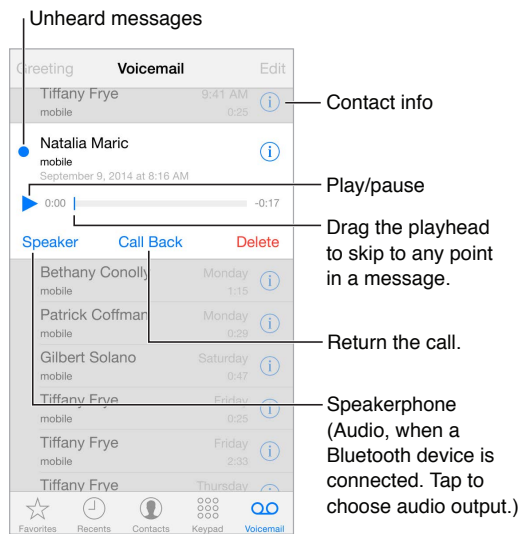 Unheard messages
Greeting Voicemail Edit
Tiffany Frye 9:41 AM
mobile 0:25
Contact info
Natalia Maric
mobile
September 9, 2014 at 8:16 AM
Play/pause
0:00 -0:17
Drag the playhead
to skip to any point
in a message.
Speaker Call Back Delete
Bethany Conolly Monday
mobile 1:15
Patrick Coffman Monday
mobile 0:29
Return the call.
Gilbert Solano Saturday
mobile 0:47
Tiffany Frye Friday
mobile 0:25
Speakerphone
(Audio, when a
Bluetooth device is
connected. Tap to
choose audio output.)
Tiffany Frye Friday
mobile 2:33
Tiffany Frye Thursday
Favorites Recents Contacts Keypad Voicemail